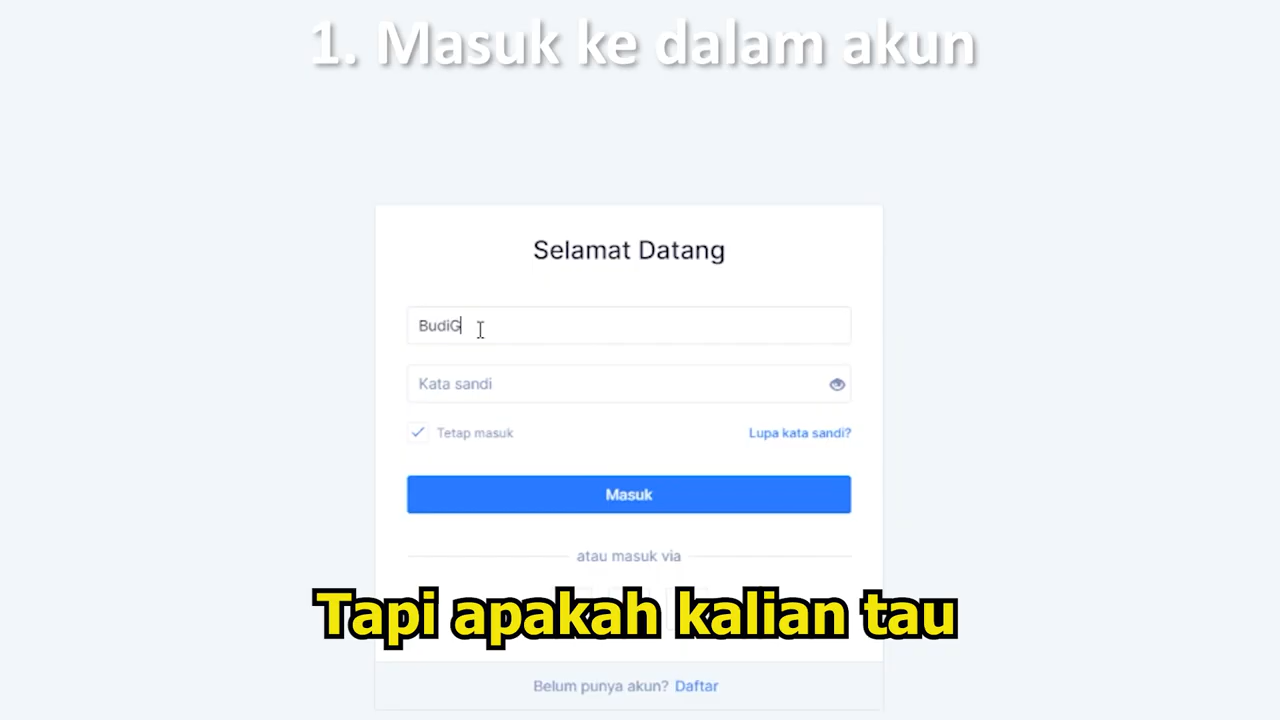 1. Masuk ke dalam akun
Selamat Datang
BudiG
Kata sandi
Tetap masuk
Lupa kata sandi?
Masuk
atau masuk via
Tapi apakah kalian tau
Belum punya akun? Daftar